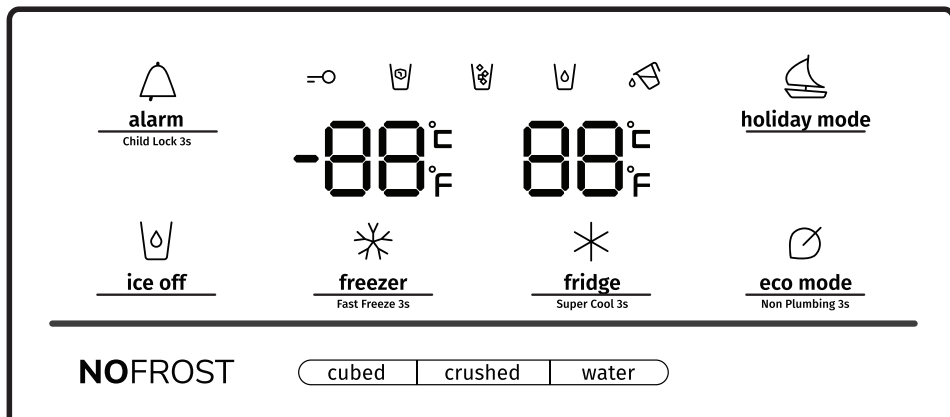 alarm
Child Lock 3s
holiday mode
-88°C°F
88°C°F
ice off
freezer
Fast Freeze 3s
fridge
Super Cool 3s
eco mode
Non Plumbing 3s
NOFROST
cubed
crushed
water